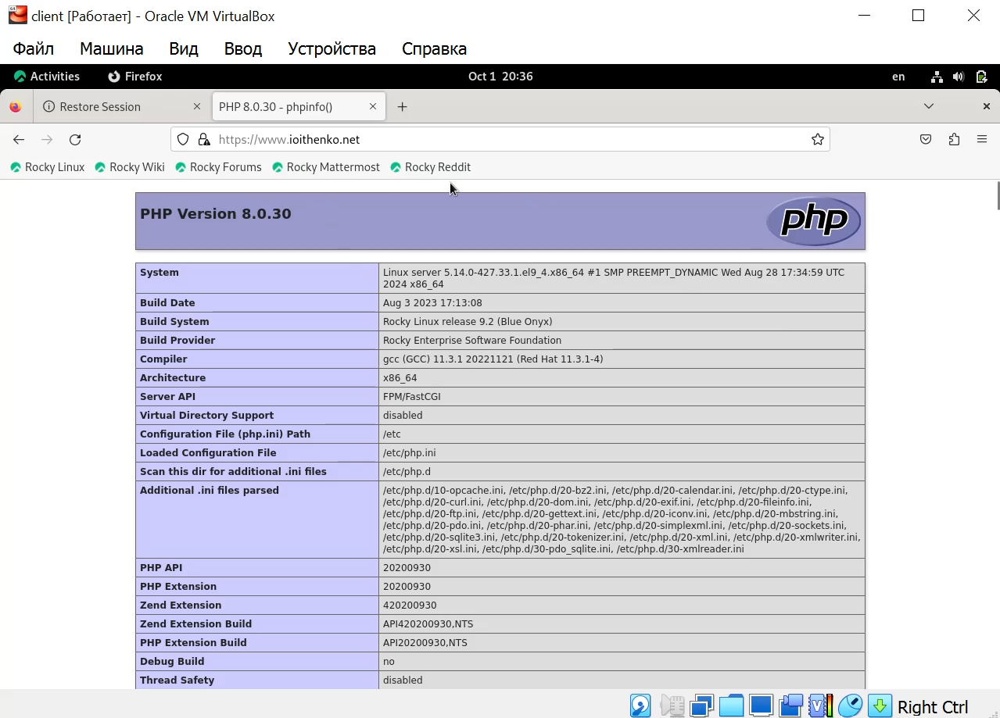 client [Работает] - Oracle VM VirtualBox
Файл Машина Вид Ввод Устройства Справка
Activities Firefox Oct 1 20:36 en
Restore Session PHP 8.0.30 - phpinfo()
https://www.ioithenko.net
Rocky Linux Rocky Wiki Rocky Forums Rocky Mattermost Rocky Reddit
PHP Version 8.0.30 php
System Linux server 5.14.0-427.33.1.el9_4.x86_64 #1 SMP PREEMPT_DYNAMIC Wed Aug 28 17:34:59 UTC
2024 x86_64
Build Date Aug 3 2023 17:13:08
Build System Rocky Linux release 9.2 (Blue Onyx)
Build Provider Rocky Enterprise Software Foundation
Compiler gcc (GCC) 11.3.1 20221121 (Red Hat 11.3.1-4)
Architecture x86_64
Server API FPM/FastCGI
Virtual Directory Support disabled
Configuration File (php.ini) Path /etc
Loaded Configuration File /etc/php.ini
Scan this dir for additional .ini files /etc/php.d
Additional .ini files parsed /etc/php.d/10-opcache.ini, /etc/php.d/20-bz2.ini, /etc/php.d/20-calendar.ini, /etc/php.d/20-ctype.ini,
/etc/php.d/20-curl.ini, /etc/php.d/20-dom.ini, /etc/php.d/20-exif.ini, /etc/php.d/20-fileinfo.ini,
/etc/php.d/20-ftp.ini, /etc/php.d/20-gettext.ini, /etc/php.d/20-iconv.ini, /etc/php.d/20-mbstring.ini,
/etc/php.d/20-pdo.ini, /etc/php.d/20-phar.ini, /etc/php.d/20-simplexml.ini, /etc/php.d/20-sockets.ini,
/etc/php.d/20-sqlite3.ini, /etc/php.d/20-tokenizer.ini, /etc/php.d/20-xml.ini, /etc/php.d/20-xmlwriter.ini,
/etc/php.d/20-xsl.ini, /etc/php.d/30-pdo_sqlite.ini, /etc/php.d/30-xmlreader.ini
PHP API 20200930
PHP Extension 20200930
Zend Extension 420200930
Zend Extension Build API420200930,NTS
PHP Extension Build API20200930,NTS
Debug Build no
Thread Safety disabled
Right Ctrl